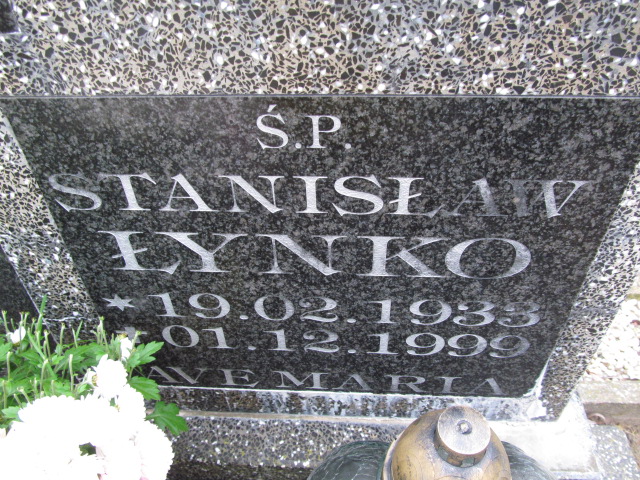 Ś.P.
STANISŁAW
ŁYNKO
* 19.02.1933
† 01.12.1999
AVE MARIA